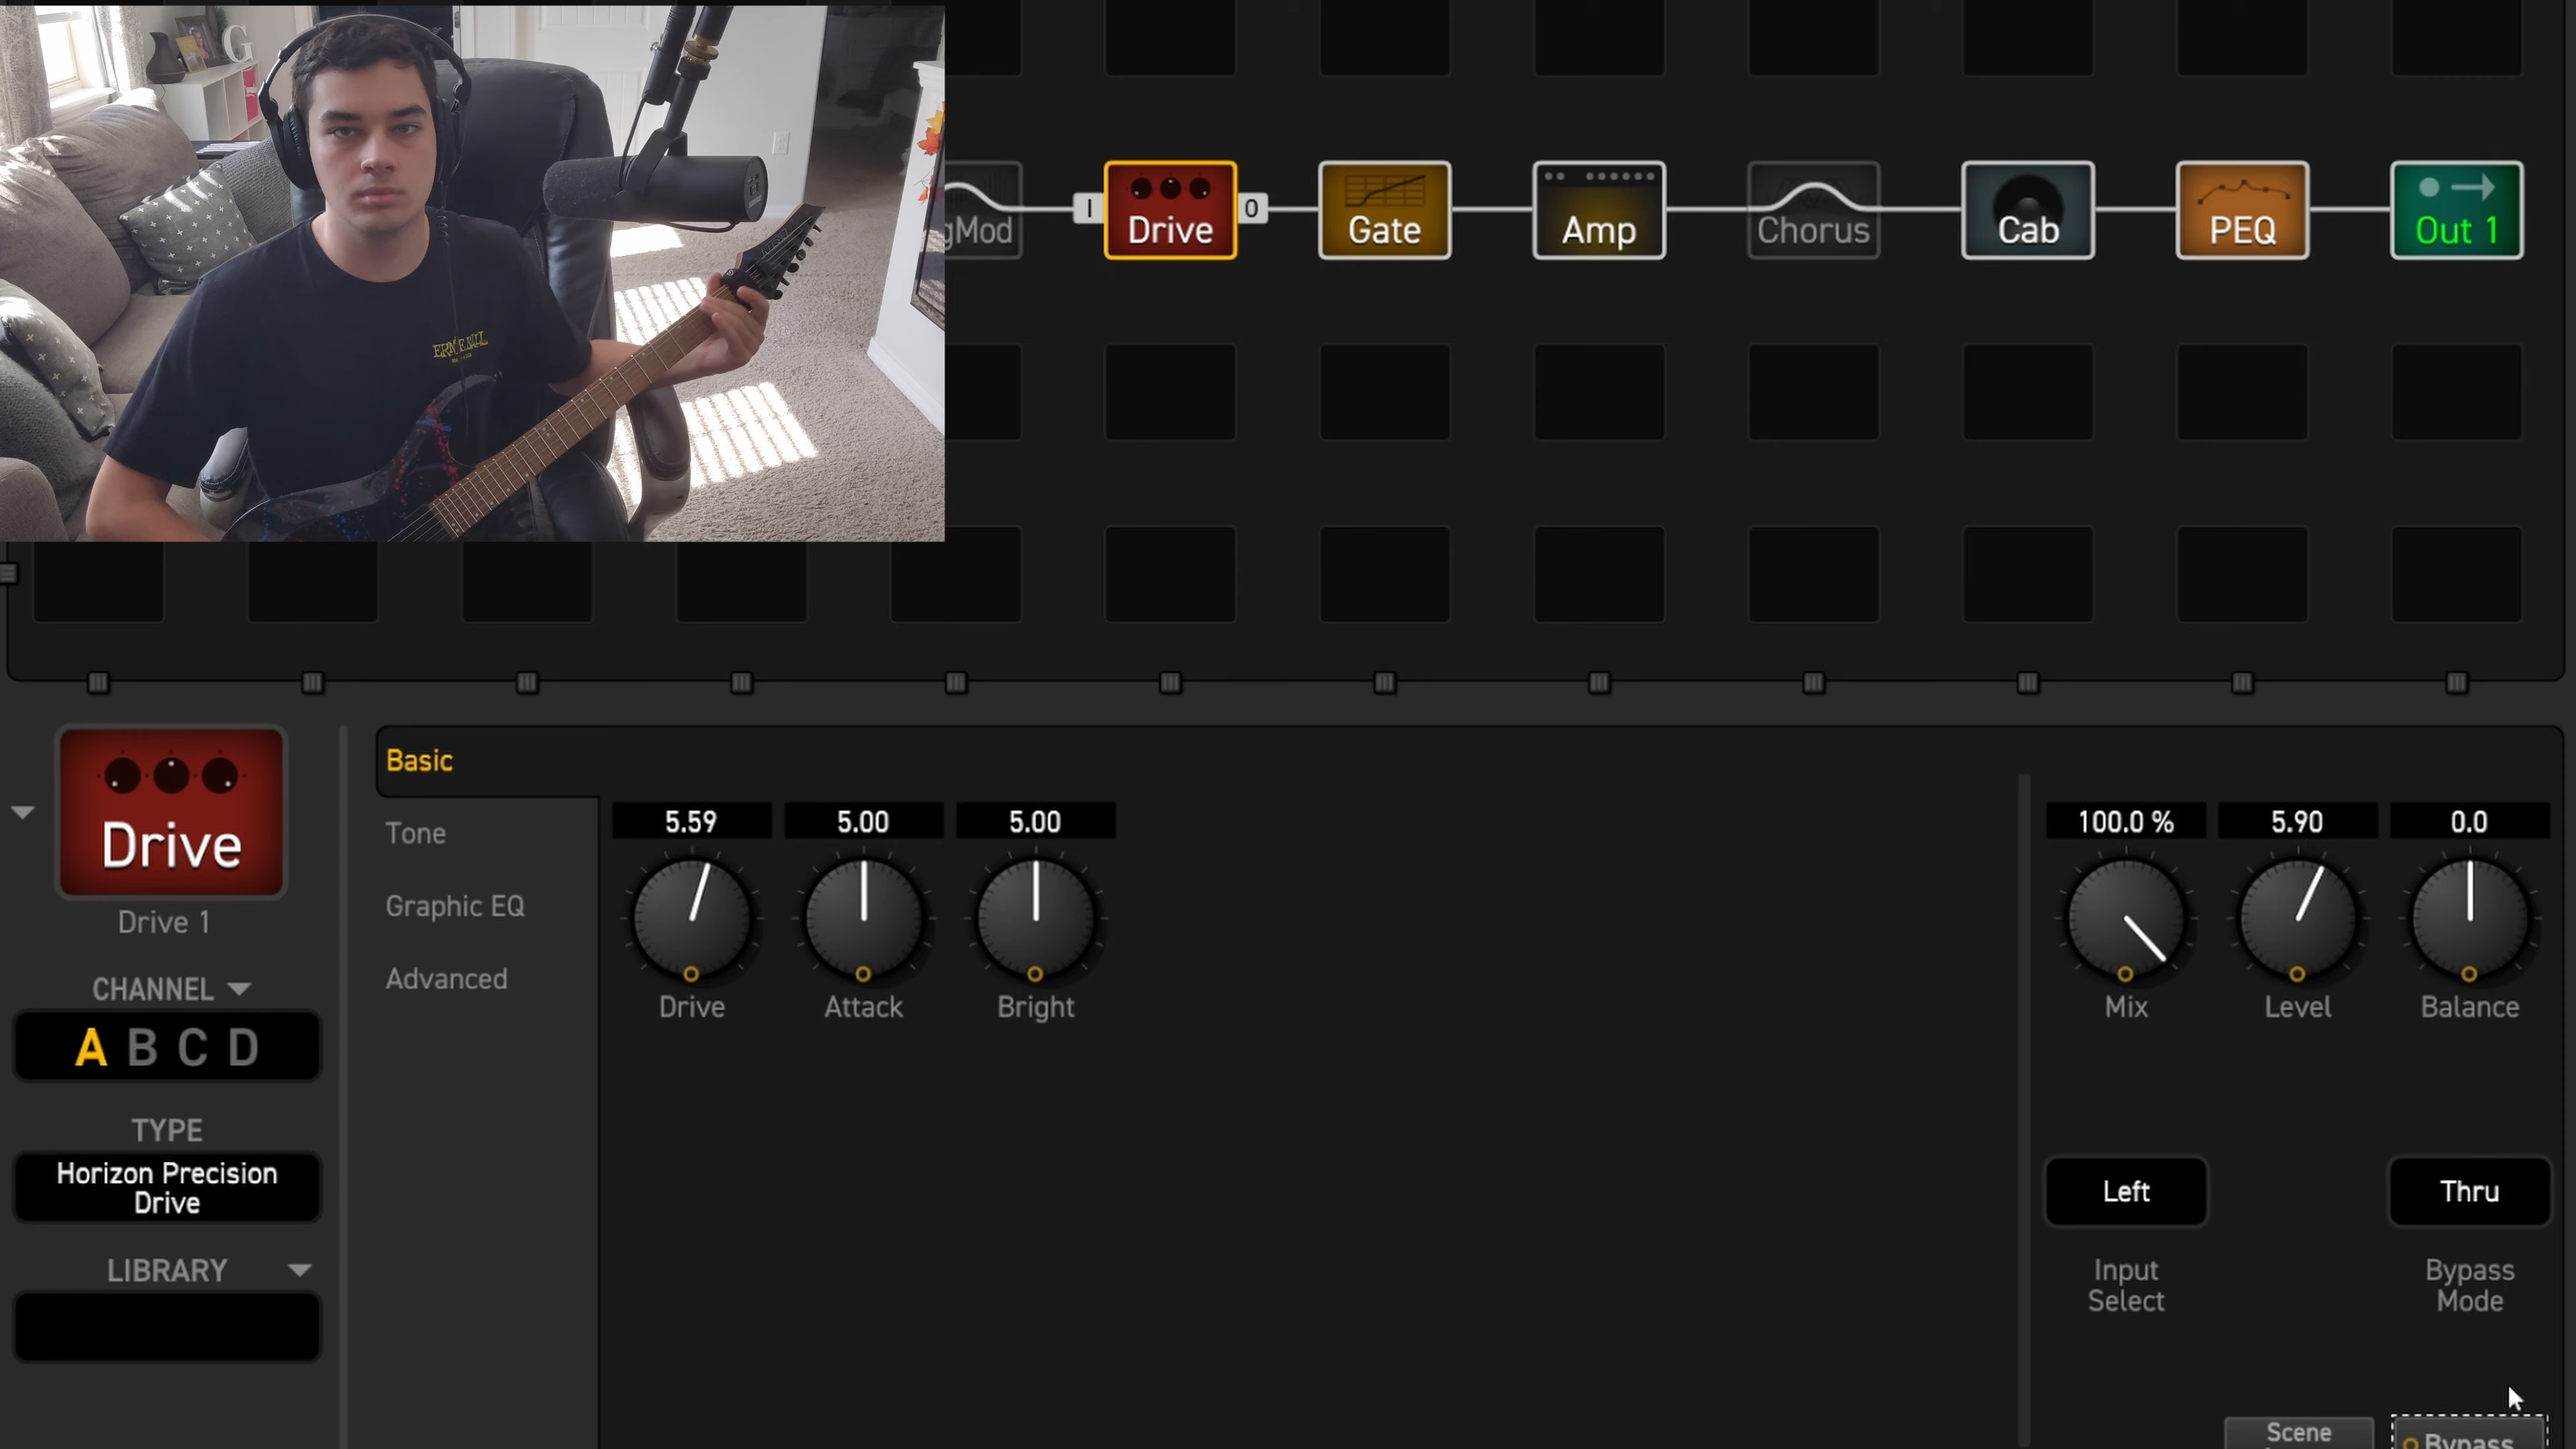 G
ERNIE BALL
gMod
I
Drive
O
Gate
Amp
Chorus
Cab
PEQ
Out 1
Drive
Drive 1
CHANNEL
A B C D
TYPE
Horizon Precision
Drive
LIBRARY
Basic
Tone
Graphic EQ
Advanced
5.59
5.00
5.00
Drive
Attack
Bright
100.0 %
5.90
0.0
Mix
Level
Balance
Left
Thru
Input
Select
Bypass
Mode
Scene
Bypass